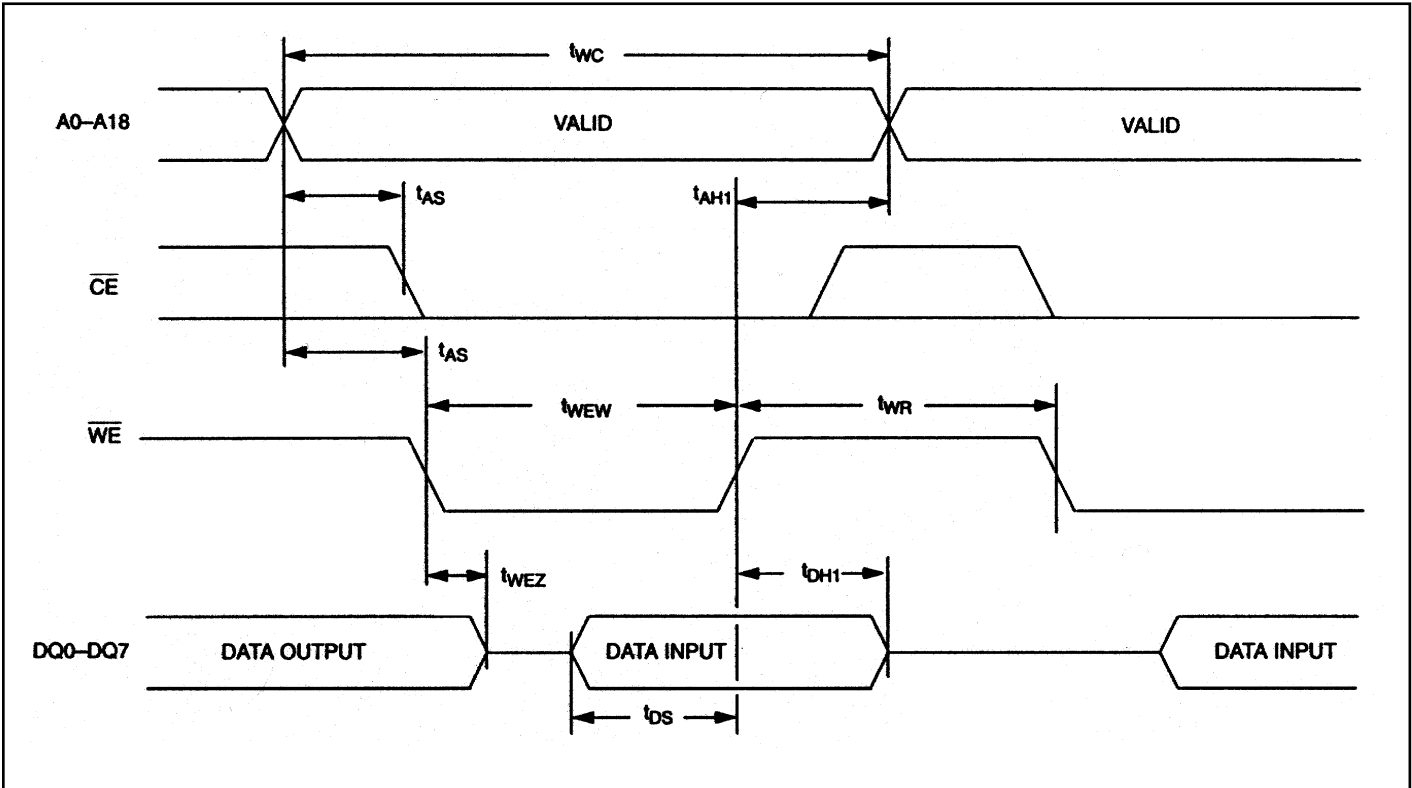 tWC
A0–A18
VALID
VALID
tAS
tAH1
CE
tAS
tWEW
tWR
WE
tWEZ
tDH1
DQ0–DQ7
DATA OUTPUT
DATA INPUT
DATA INPUT
tDS